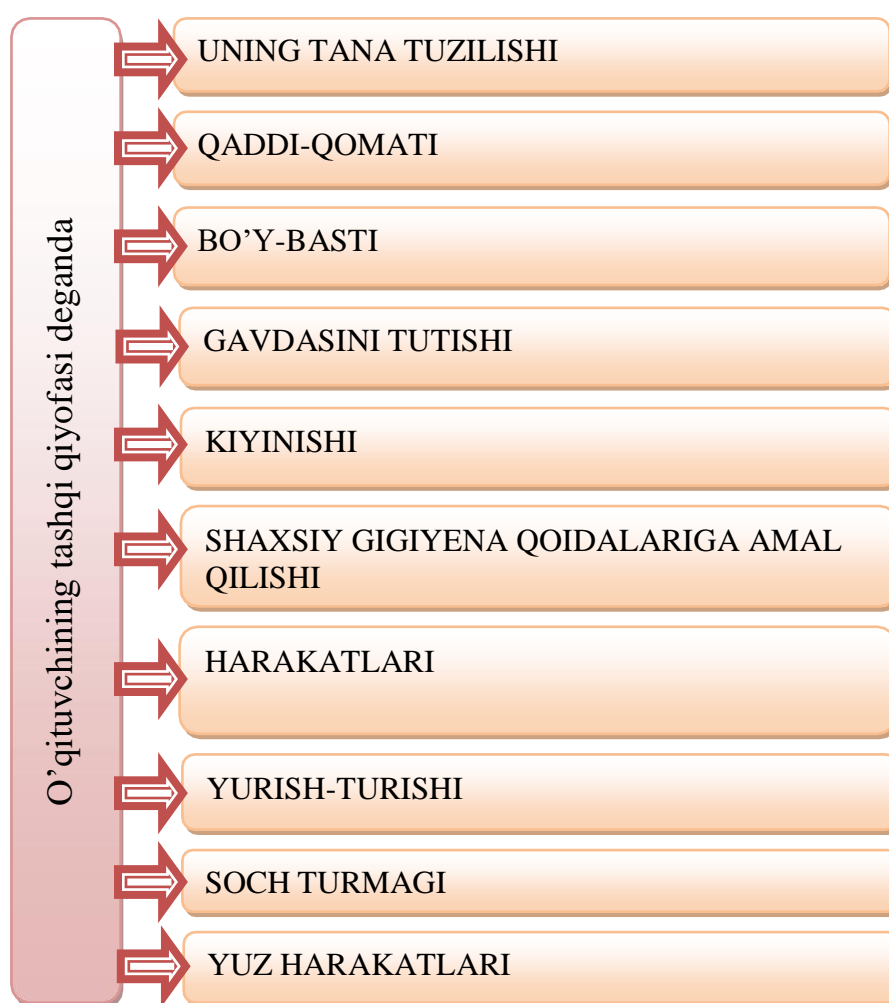 O’qituvchining tashqi qiyofasi deganda
UNING TANA TUZILISHI
QADDI-QOMATI
BO’Y-BASTI
GAVDASINI TUTISHI
KIYINISHI
SHAXSIY GIGIYENA QOIDALARIGA AMAL
QILISHI
HARAKATLARI
YURISH-TURISHI
SOCH TURMAGI
YUZ HARAKATLARI